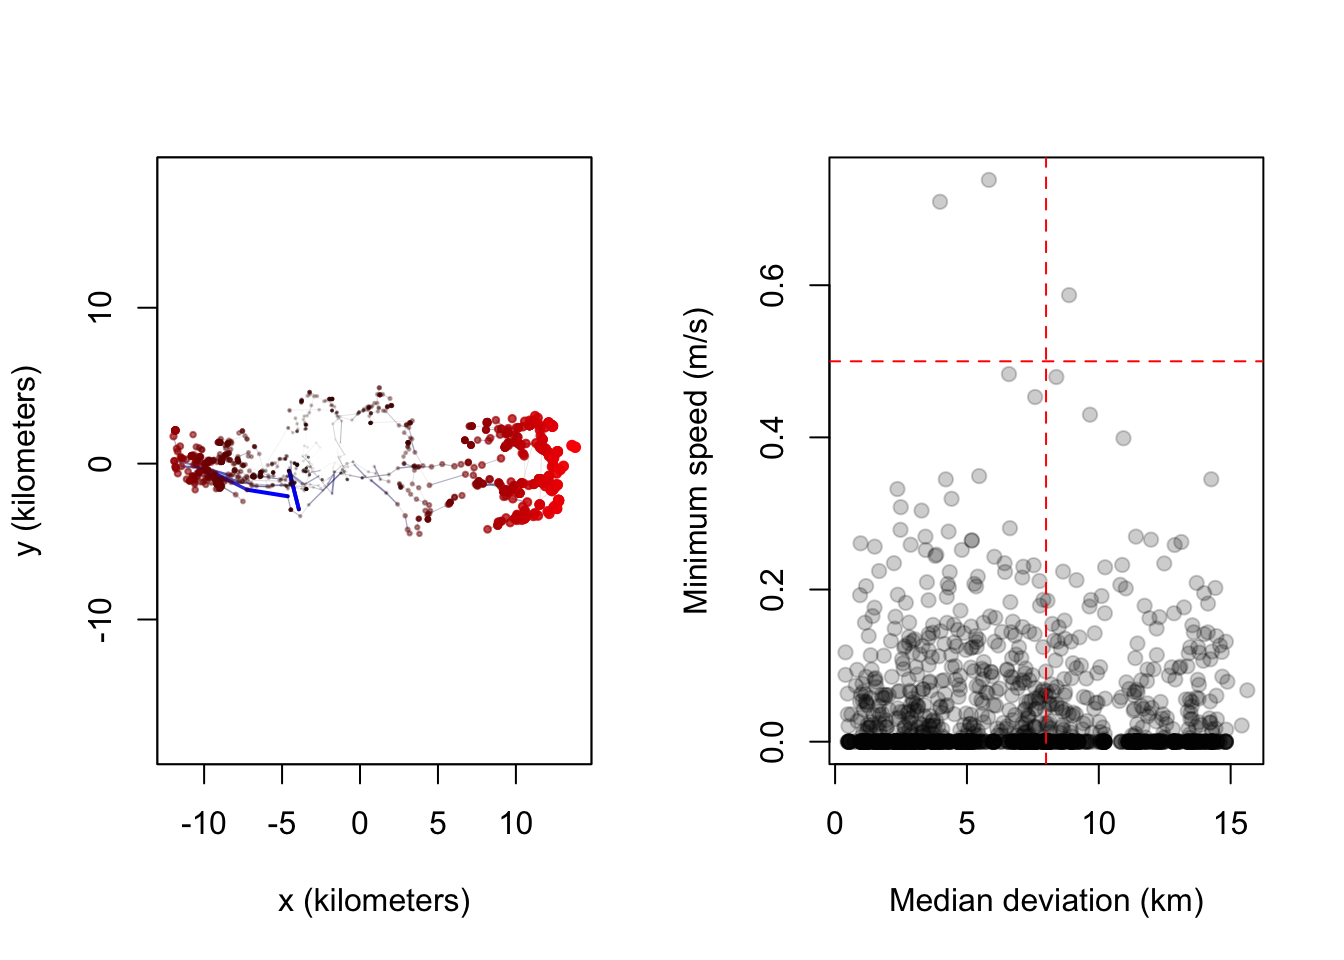 10
0
-10
y (kilometers)
-10 -5 0 5 10
x (kilometers)
0.6
0.4
0.2
0.0
Minimum speed (m/s)
0 5 10 15
Median deviation (km)